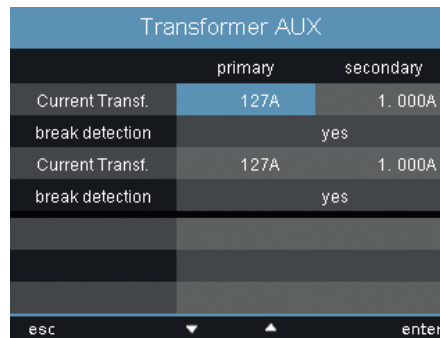 Transformer AUX
primary secondary
Current Transf. 127A 1.000A
break detection yes
Current Transf. 127A 1.000A
break detection yes
esc enter